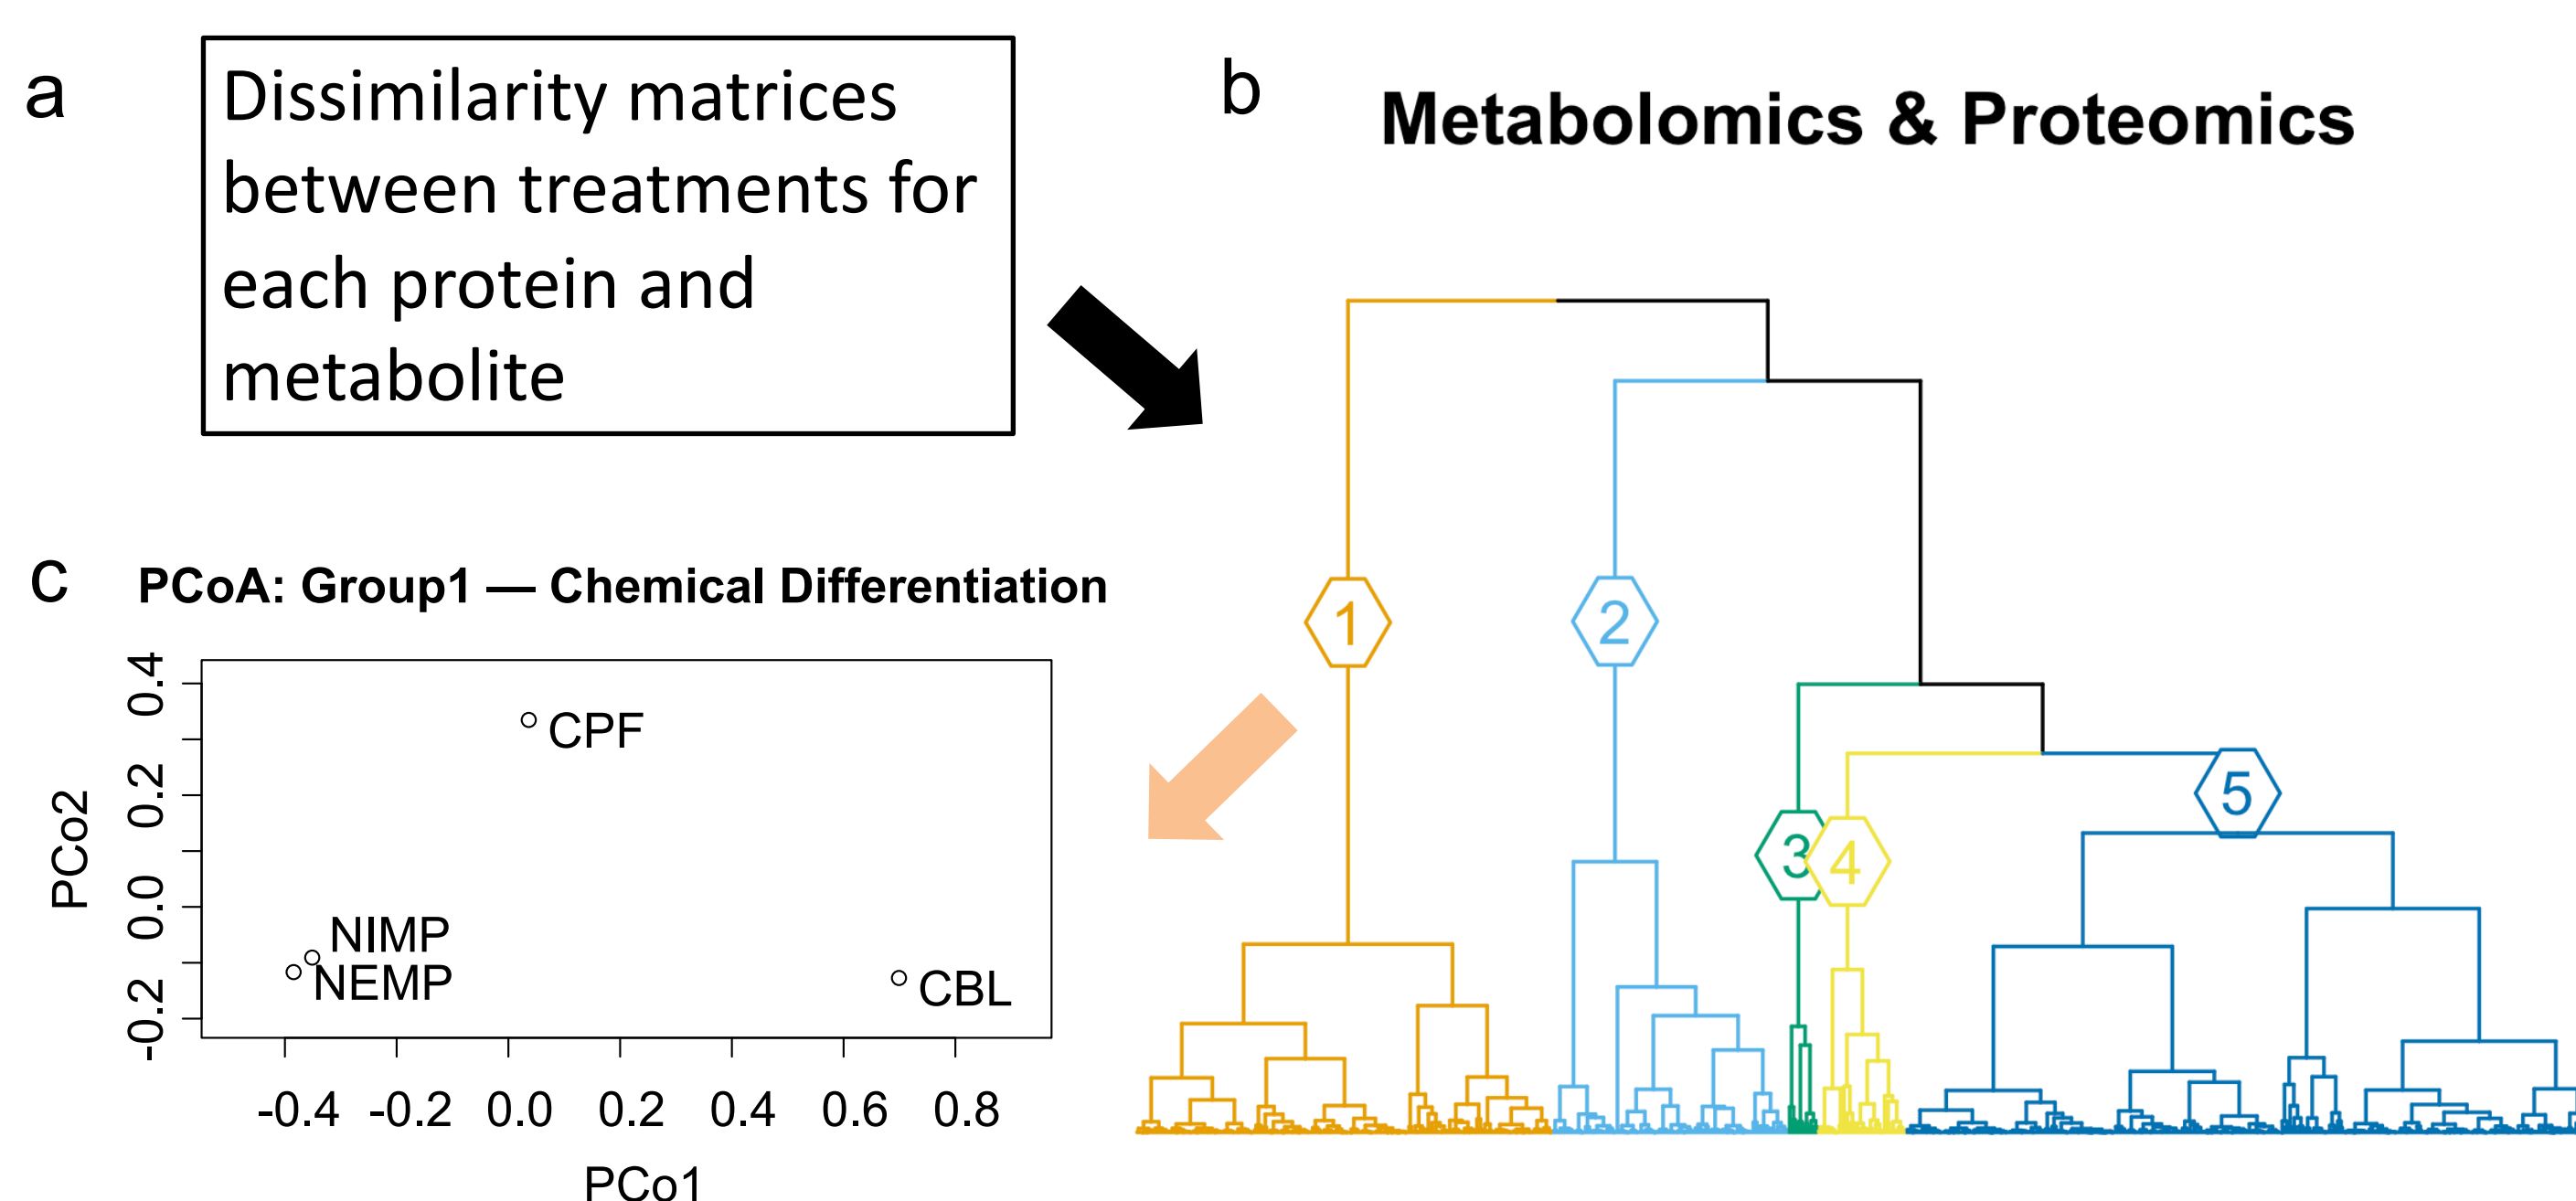 a
Dissimilarity matrices
between treatments for
each protein and
metabolite
b
Metabolomics & Proteomics
1
2
3
4
5
c
PCoA: Group1 — Chemical Differentiation
PCo2
0.4
0.2
0.0
-0.2
CPF
NIMP
NEMP
CBL
-0.4 -0.2 0.0 0.2 0.4 0.6 0.8
PCo1